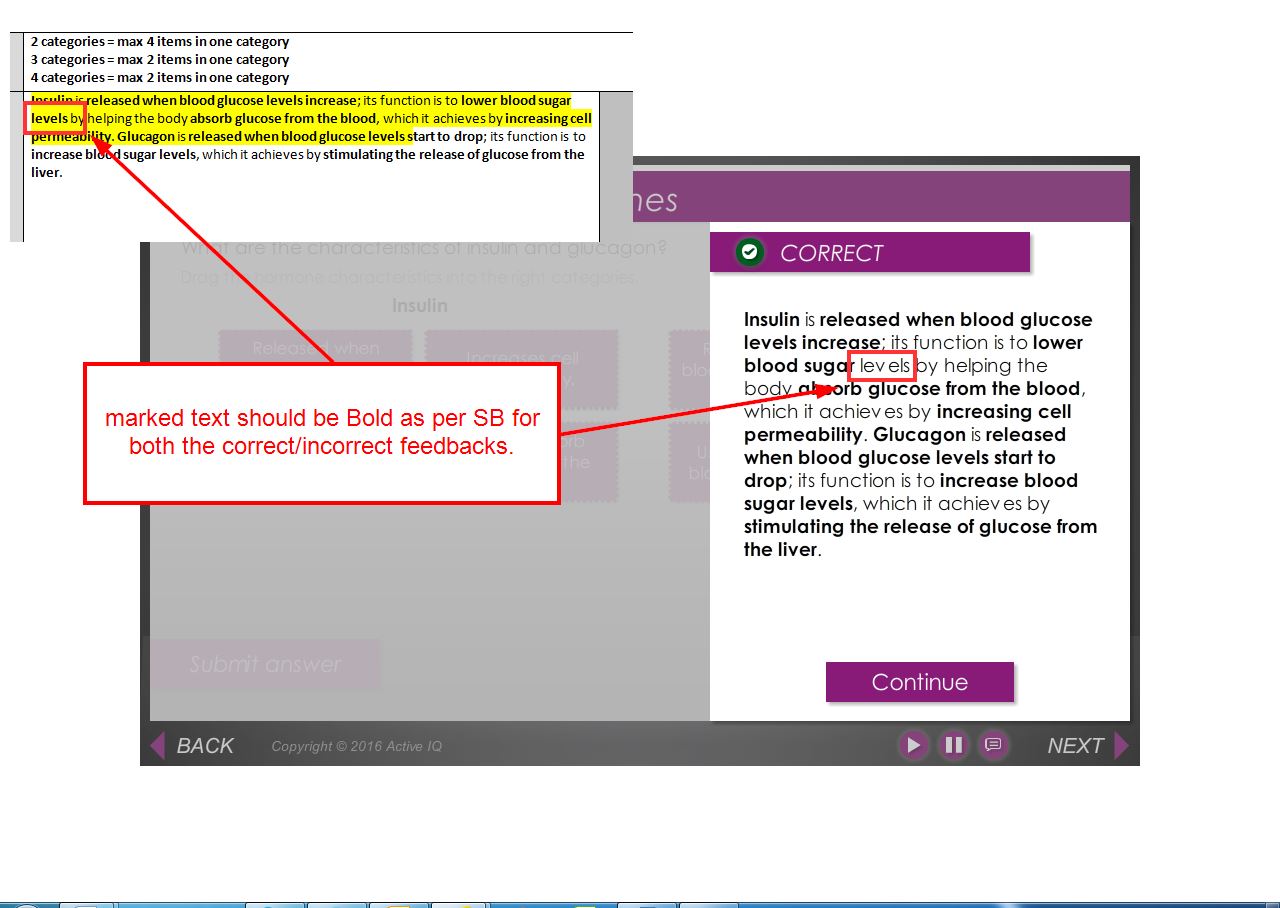 2 categories = max 4 items in one category
3 categories = max 2 items in one category
4 categories = max 2 items in one category
Insulin is released when blood glucose levels increase; its function is to lower blood sugar
levels by helping the body absorb glucose from the blood, which it achieves by increasing cell
permeability. Glucagon is released when blood glucose levels start to drop; its function is to
increase blood sugar levels, which it achieves by stimulating the release of glucose from the
liver.
What are the characteristics of insulin and glucagon?
Drag the hormone characteristics into the right categories.
Insulin
Released when
Increases cell
marked text should be Bold as per SB for
both the correct/incorrect feedbacks.
the
Submit answer
CORRECT
Insulin is released when blood glucose
levels increase; its function is to lower
blood sugar levels by helping the
body absorb glucose from the blood,
which it achieves by increasing cell
permeability. Glucagon is released
when blood glucose levels start to
drop; its function is to increase blood
sugar levels, which it achieves by
stimulating the release of glucose from
the liver.
Continue
BACK
Copyright © 2016 Active IQ
NEXT